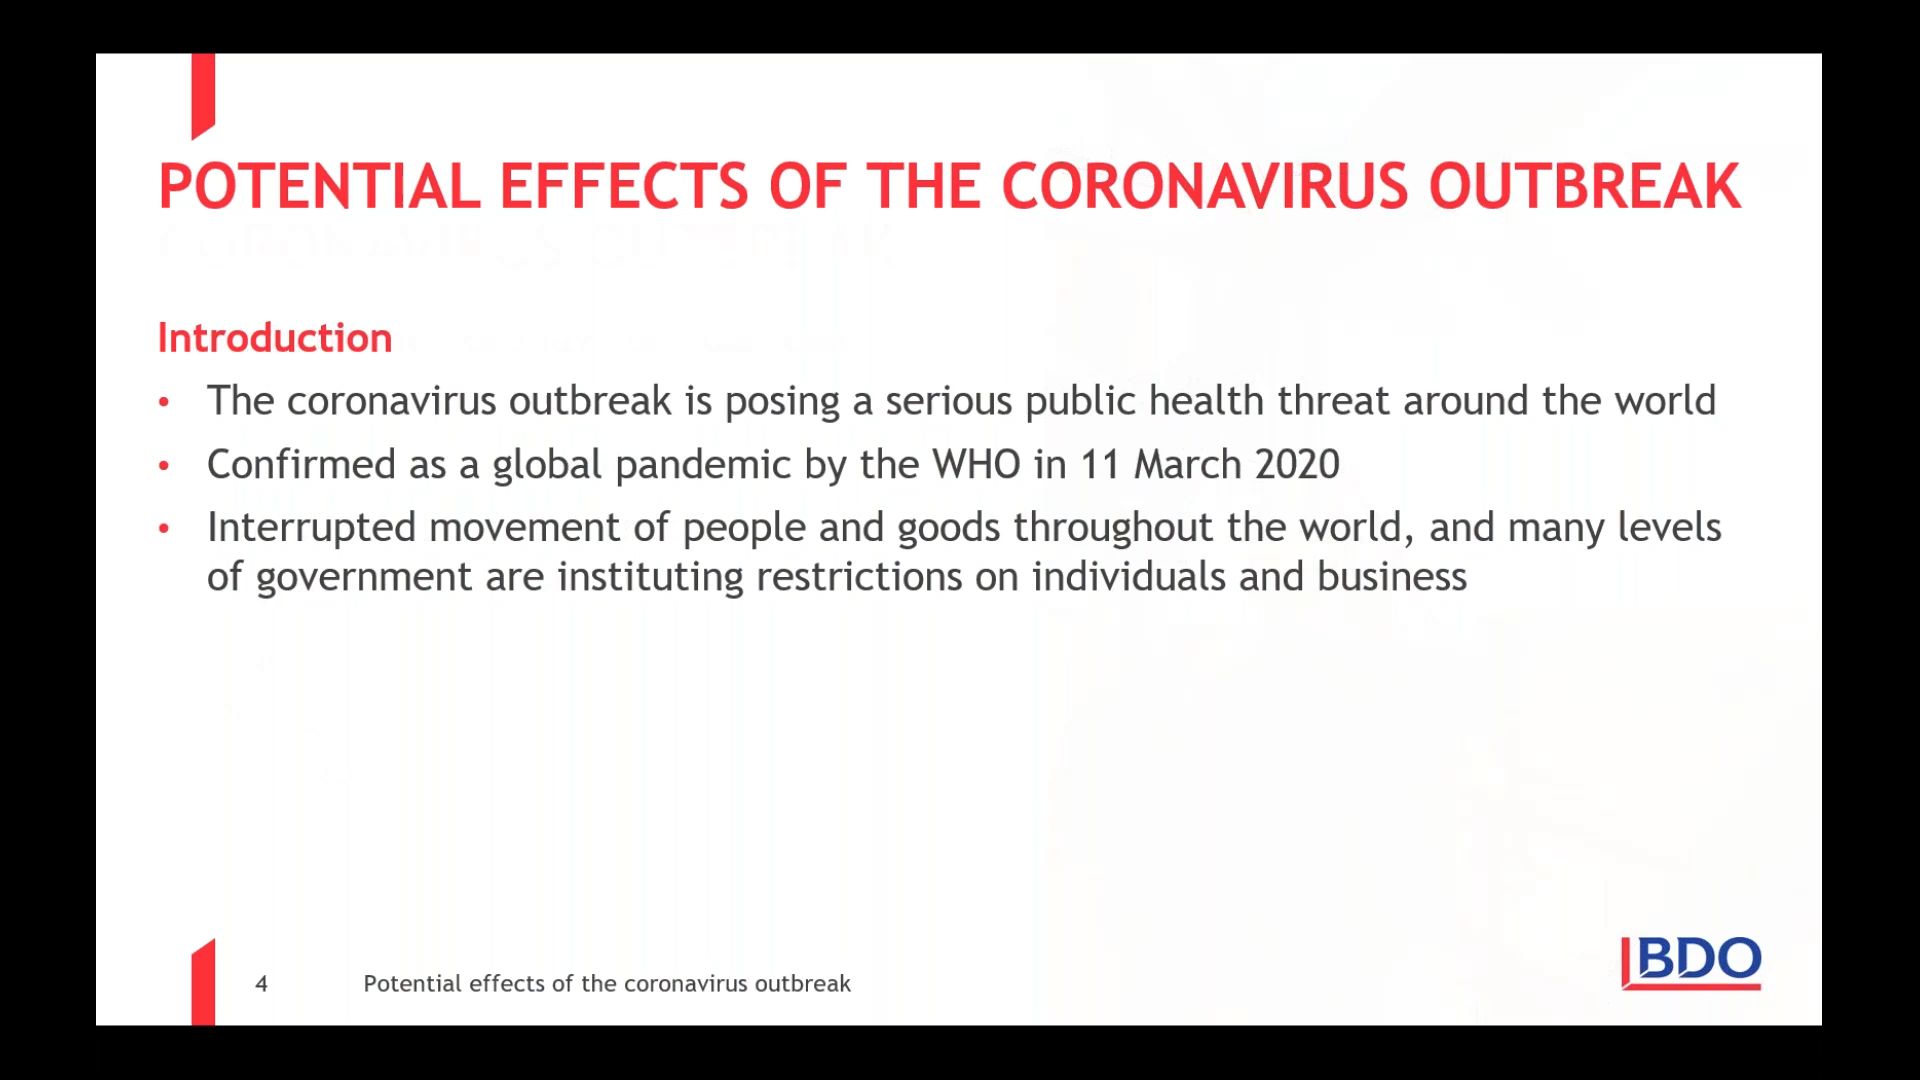 POTENTIAL EFFECTS OF THE CORONAVIRUS OUTBREAK
Introduction
• The coronavirus outbreak is posing a serious public health threat around the world
• Confirmed as a global pandemic by the WHO in 11 March 2020
• Interrupted movement of people and goods throughout the world, and many levels
of government are instituting restrictions on individuals and business
4 Potential effects of the coronavirus outbreak
BDO